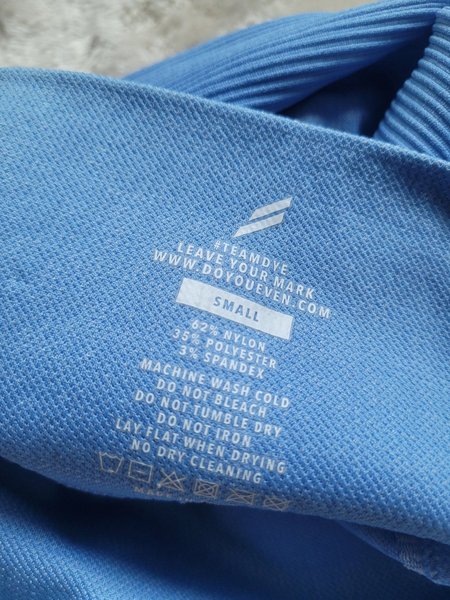 #TEAMDYE
LEAVE YOUR MARK
WWW.DOYOUEVEN.COM
SMALL
62% NYLON
35% POLYESTER
3% SPANDEX
MACHINE WASH COLD
DO NOT BLEACH
DO NOT TUMBLE DRY
DO NOT IRON
LAY FLAT WHEN DRYING
NO DRY CLEANING